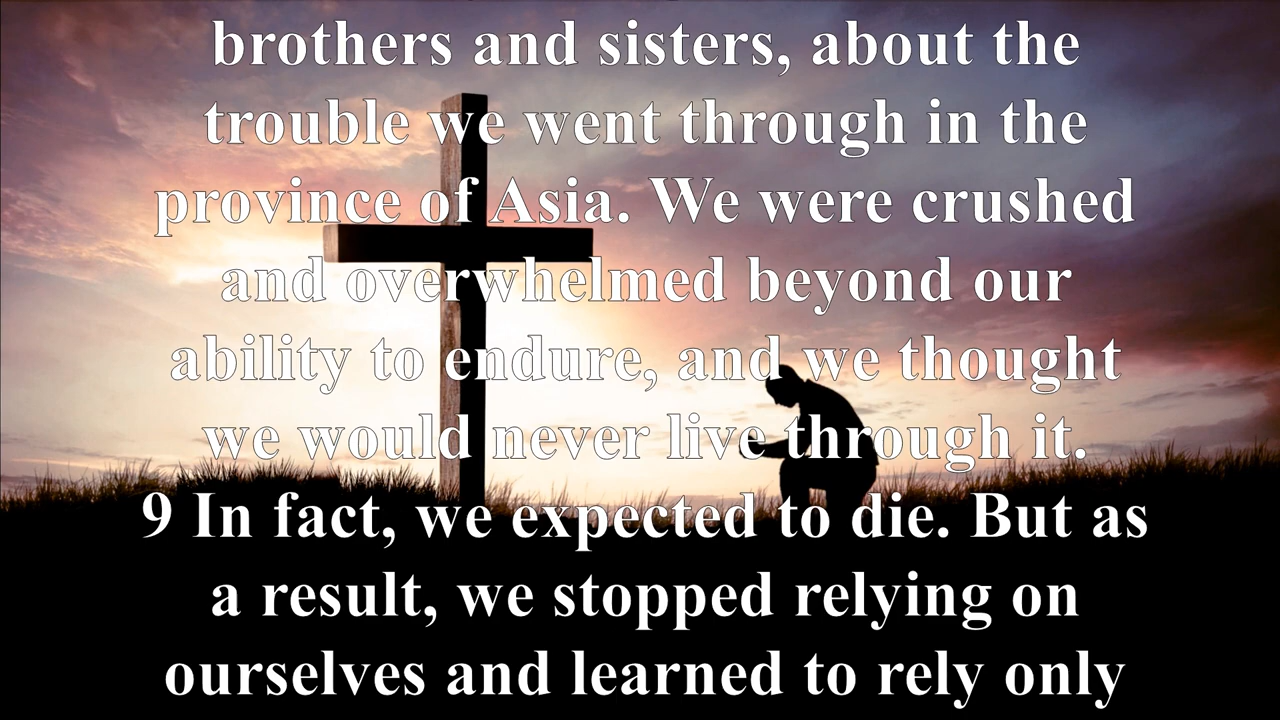 brothers and sisters, about the
trouble we went through in the
province of Asia. We were crushed
and overwhelmed beyond our
ability to endure, and we thought
we would never live through it.
9 In fact, we expected to die. But as
a result, we stopped relying on
ourselves and learned to rely only